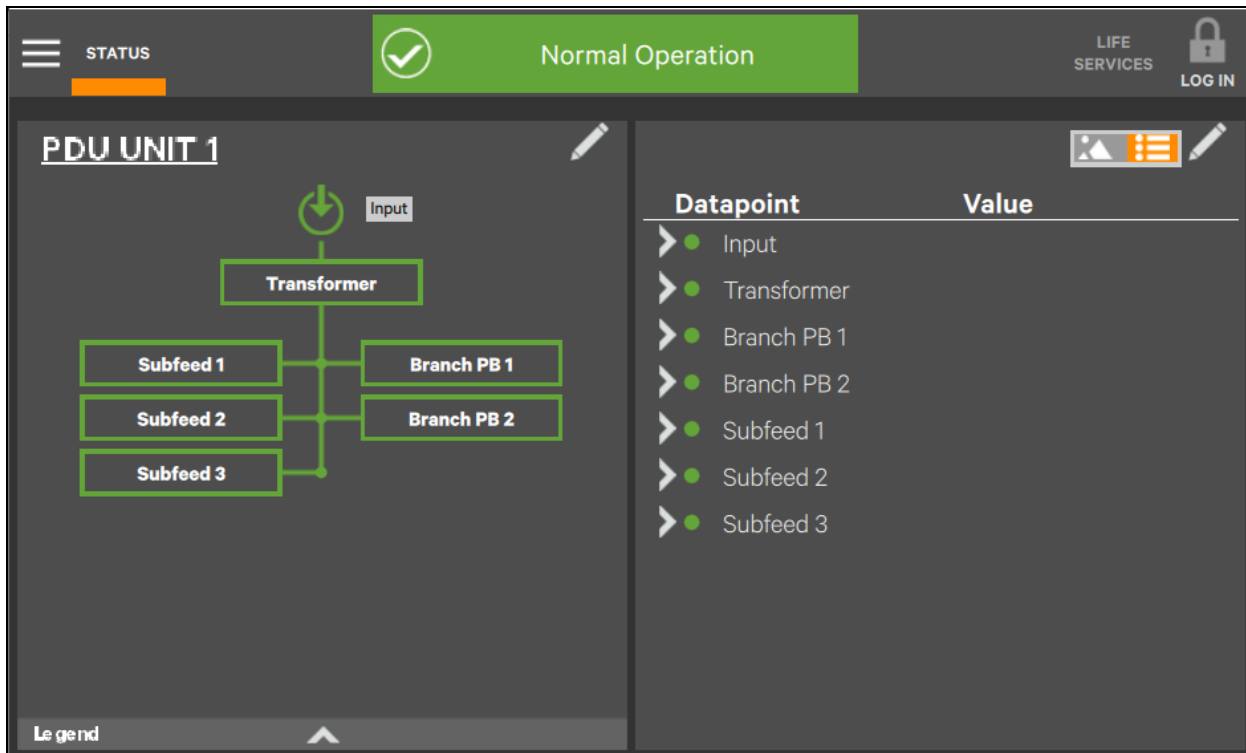 STATUS
Normal Operation
LIFE
SERVICES
LOG IN
PDU UNIT 1
Input
Transformer
Subfeed 1
Branch PB 1
Subfeed 2
Branch PB 2
Subfeed 3
Legend
Datapoint Value
Input
Transformer
Branch PB 1
Branch PB 2
Subfeed 1
Subfeed 2
Subfeed 3